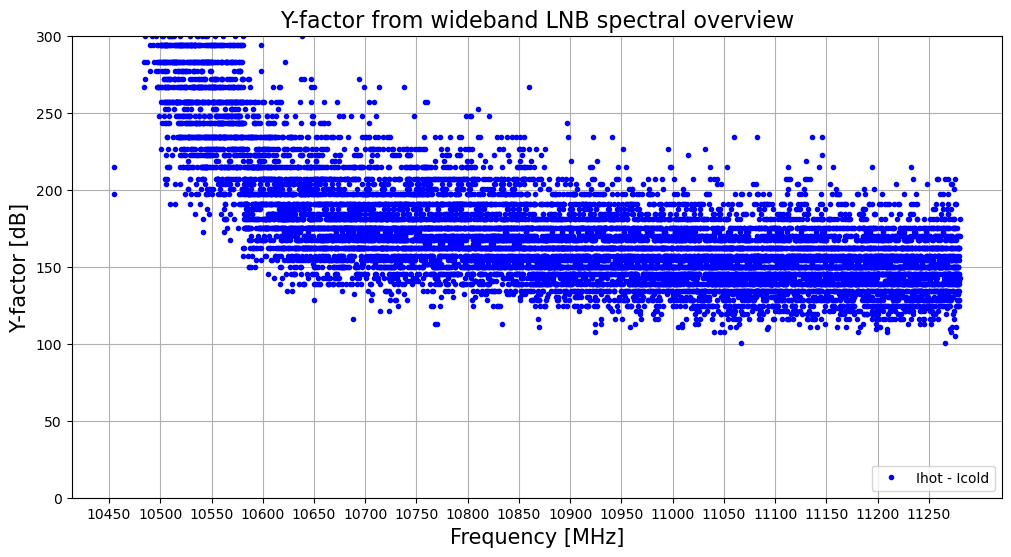 Y-factor from wideband LNB spectral overview
Y-factor [dB]
300
250
200
150
100
50
0
Ihot - Icold
10450 10500 10550 10600 10650 10700 10750 10800 10850 10900 10950 11000 11050 11100 11150 11200 11250
Frequency [MHz]